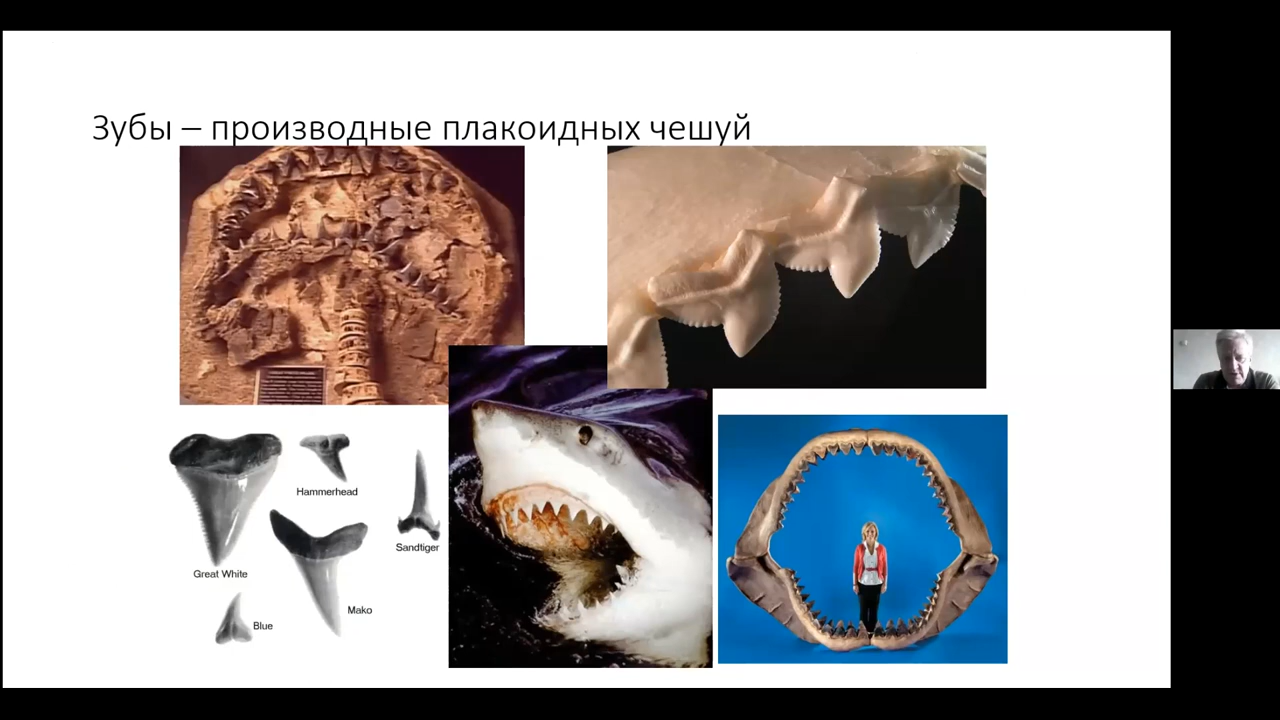 Зубы – производные плакоидных чешуй
Hammerhead
Sandtiger
Great White
Mako
Blue